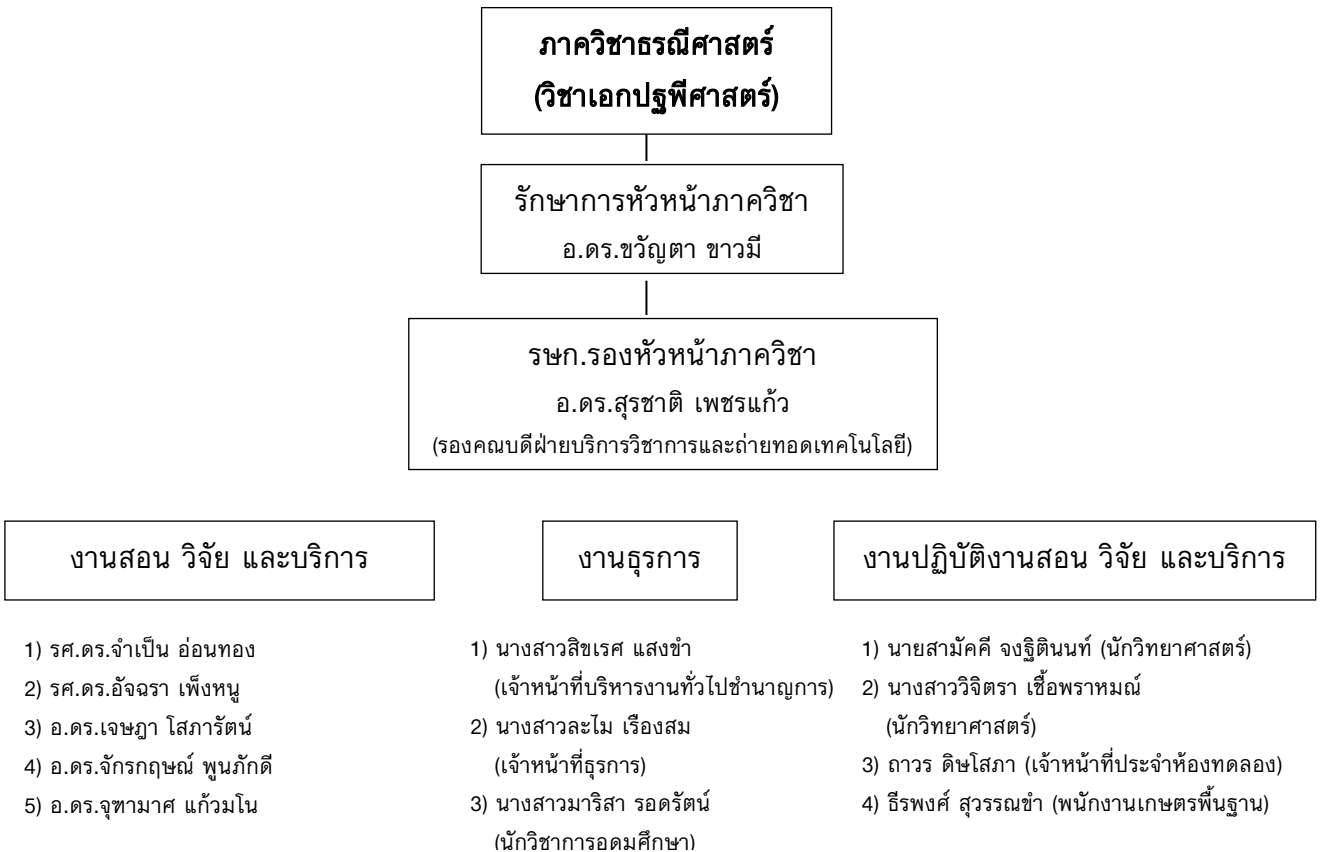 ภาควิชาธรณีศาสตร์
(วิชาเอกปฐพีศาสตร์)
รักษาการหัวหน้าภาควิชา
อ.ดร.ขวัญตา ขาวมี
รษก.รองหัวหน้าภาควิชา
อ.ดร.สุรชาติ เพชรแก้ว
(รองคณบดีฝ่ายบริการวิชาการและถ่ายทอดเทคโนโลยี)
งานสอน วิจัย และบริการ
1) รศ.ดร.จำเป็น อ่อนทอง
2) รศ.ดร.อัจฉรา เพ็งหนู
3) อ.ดร.เจษฎา โสภารัตน์
4) อ.ดร.จักรกฤษณ์ พูนภักดี
5) อ.ดร.จุฑามาศ แก้วมโน
งานธุรการ
1) นางสาวสิขเรศ แสงขำ
(เจ้าหน้าที่บริหารงานทั่วไปชำนาญการ)
2) นางสาวละไม เรืองสม
(เจ้าหน้าที่ธุรการ)
3) นางสาวมาริสา รอดรัตน์
(นักวิชาการอุดมศึกษา)
งานปฏิบัติงานสอน วิจัย และบริการ
1) นายสามัคคี จงฐิตินนท์ (นักวิทยาศาสตร์)
2) นางสาววิจิตรา เชื้อพราหมณ์
(นักวิทยาศาสตร์)
3) ถาวร ดิษโสภา (เจ้าหน้าที่ประจำห้องทดลอง)
4) ธีรพงศ์ สุวรรณขำ (พนักงานเกษตรพื้นฐาน)